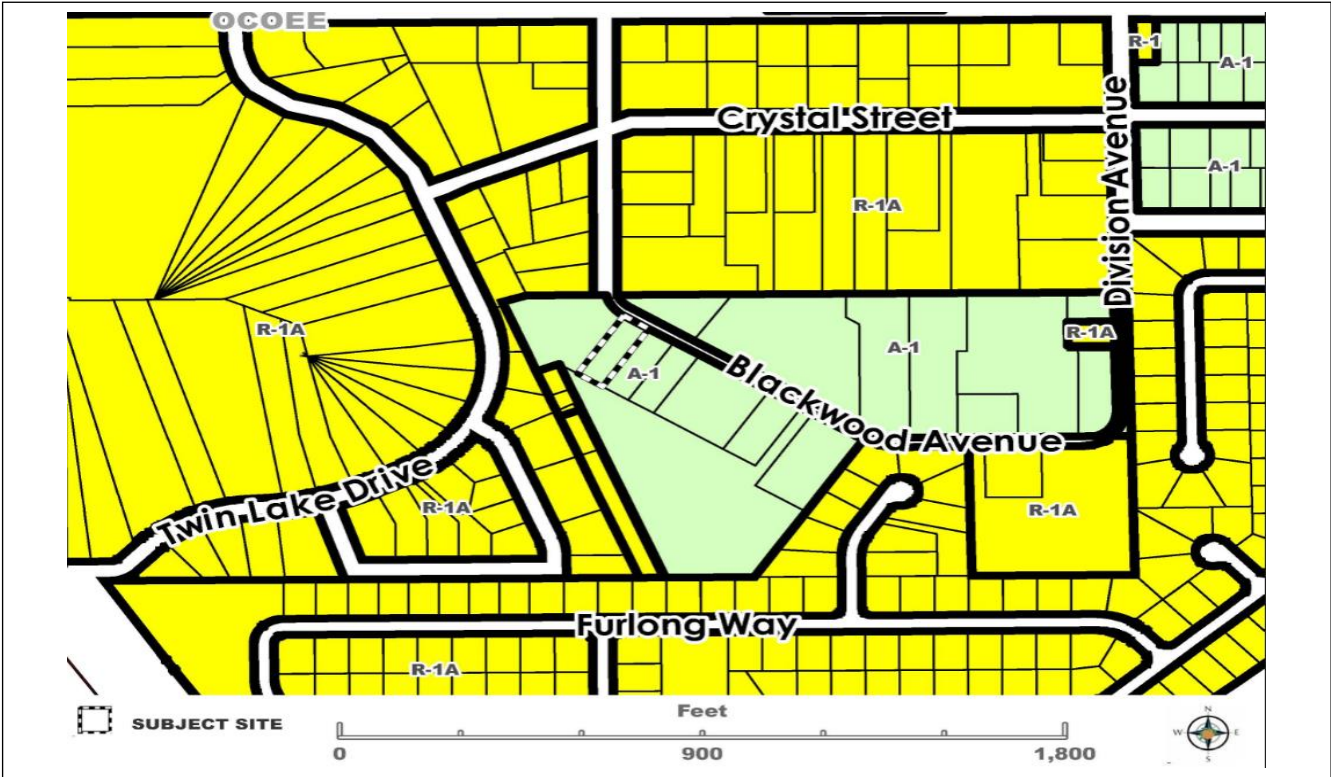 OCOEE
R-1
A-1
Crystal Street
Division Avenue
A-1
R-1A
R-1A
R-1A
A-1
A-1
Blackwood Avenue
Twin Lake Drive
R-1A
R-1A
Furlong Way
R-1A
SUBJECT SITE
Feet
0 900 1,800
N
W E
S